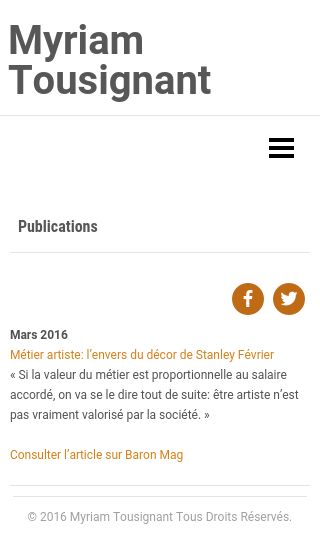 Myriam
Tousignant
Publications
Mars 2016
Métier artiste: l’envers du décor de Stanley Février
« Si la valeur du métier est proportionnelle au salaire
accordé, on va se le dire tout de suite: être artiste n’est
pas vraiment valorisé par la société. »
Consulter l’article sur Baron Mag
© 2016 Myriam Tousignant Tous Droits Réservés.